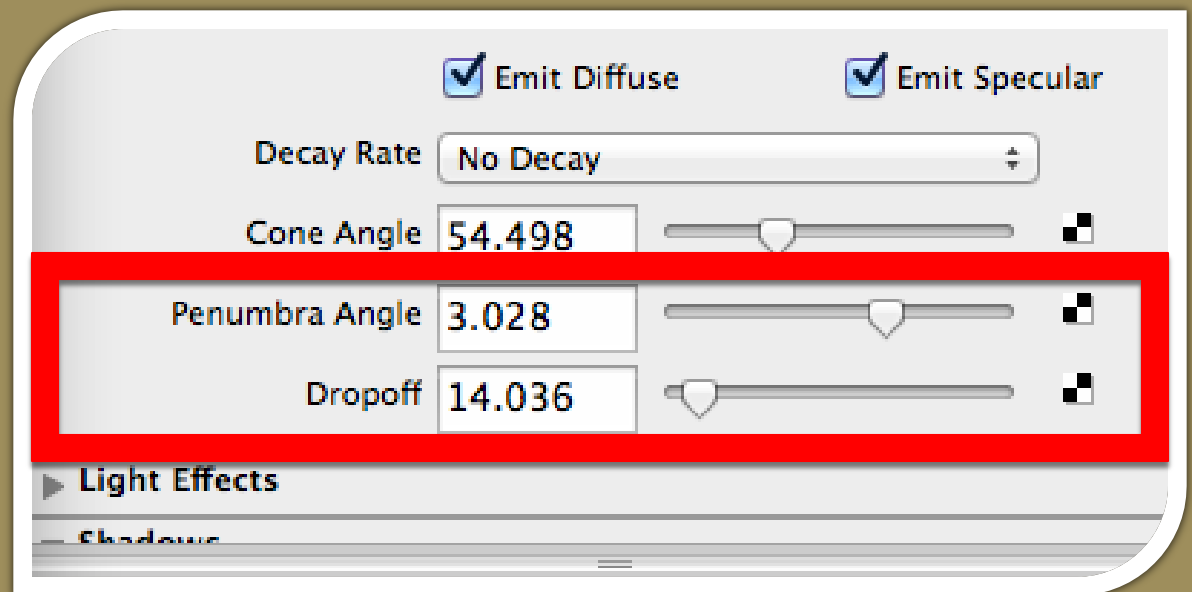 Emit Diffuse Emit Specular
Decay Rate No Decay
Cone Angle 54.498
Penumbra Angle 3.028
Dropoff 14.036
Light Effects
Shadows